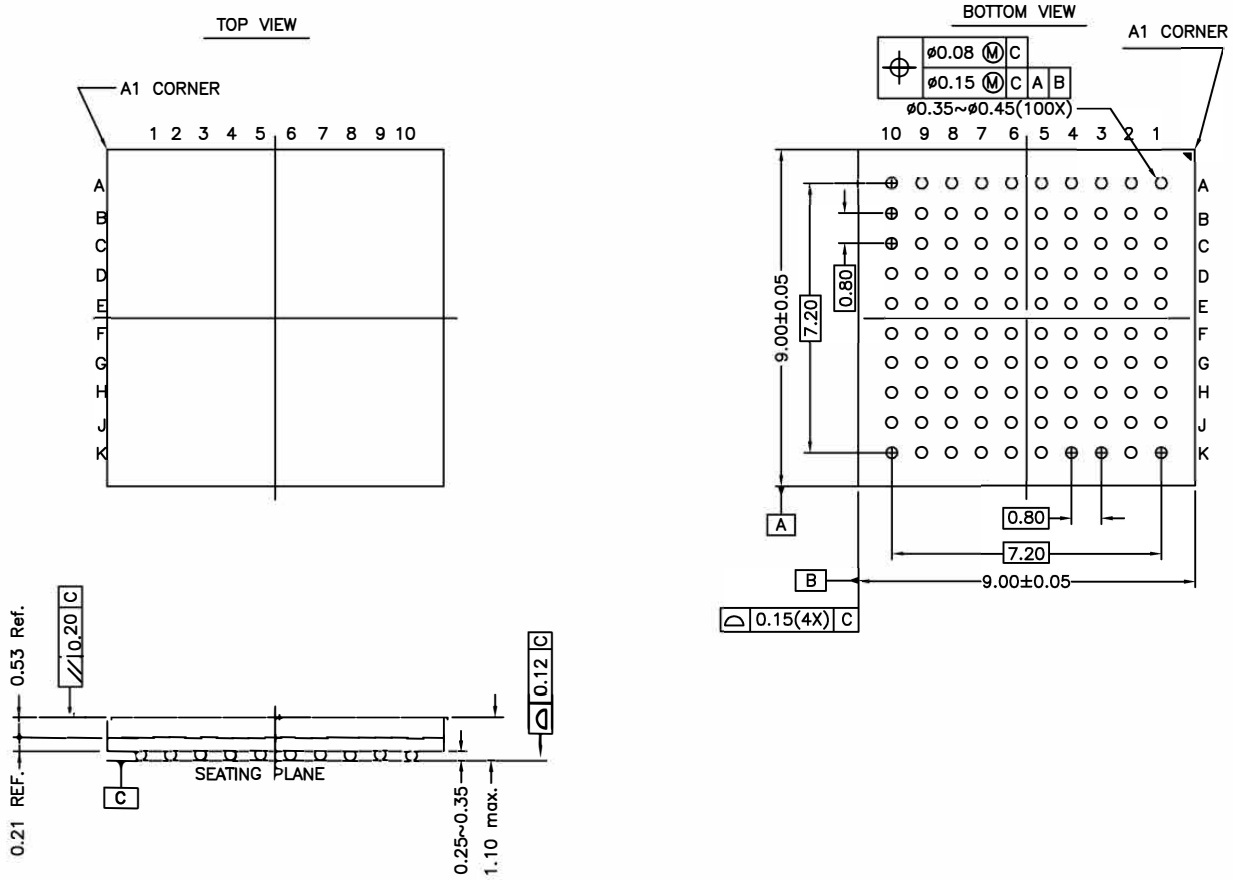 TOP VIEW
A1 CORNER
1 2 3 4 5 6 7 8 9 10
A
B
C
D
E
F
G
H
J
K
BOTTOM VIEW
A1 CORNER
ø0.08 Ⓜ C
ø0.15 Ⓜ C A B
ø0.35~ø0.45(100X)
10 9 8 7 6 5 4 3 2 1
A
B
C
D
E
F
G
H
J
K
0.80
7.20
9.00±0.05
A
0.80
7.20
B
9.00±0.05
0.15(4X) C
0.53 Ref.
0.21 REF.
// 0.20 C
0.12 C
SEATING PLANE
C
0.25~0.35
1.10 max.